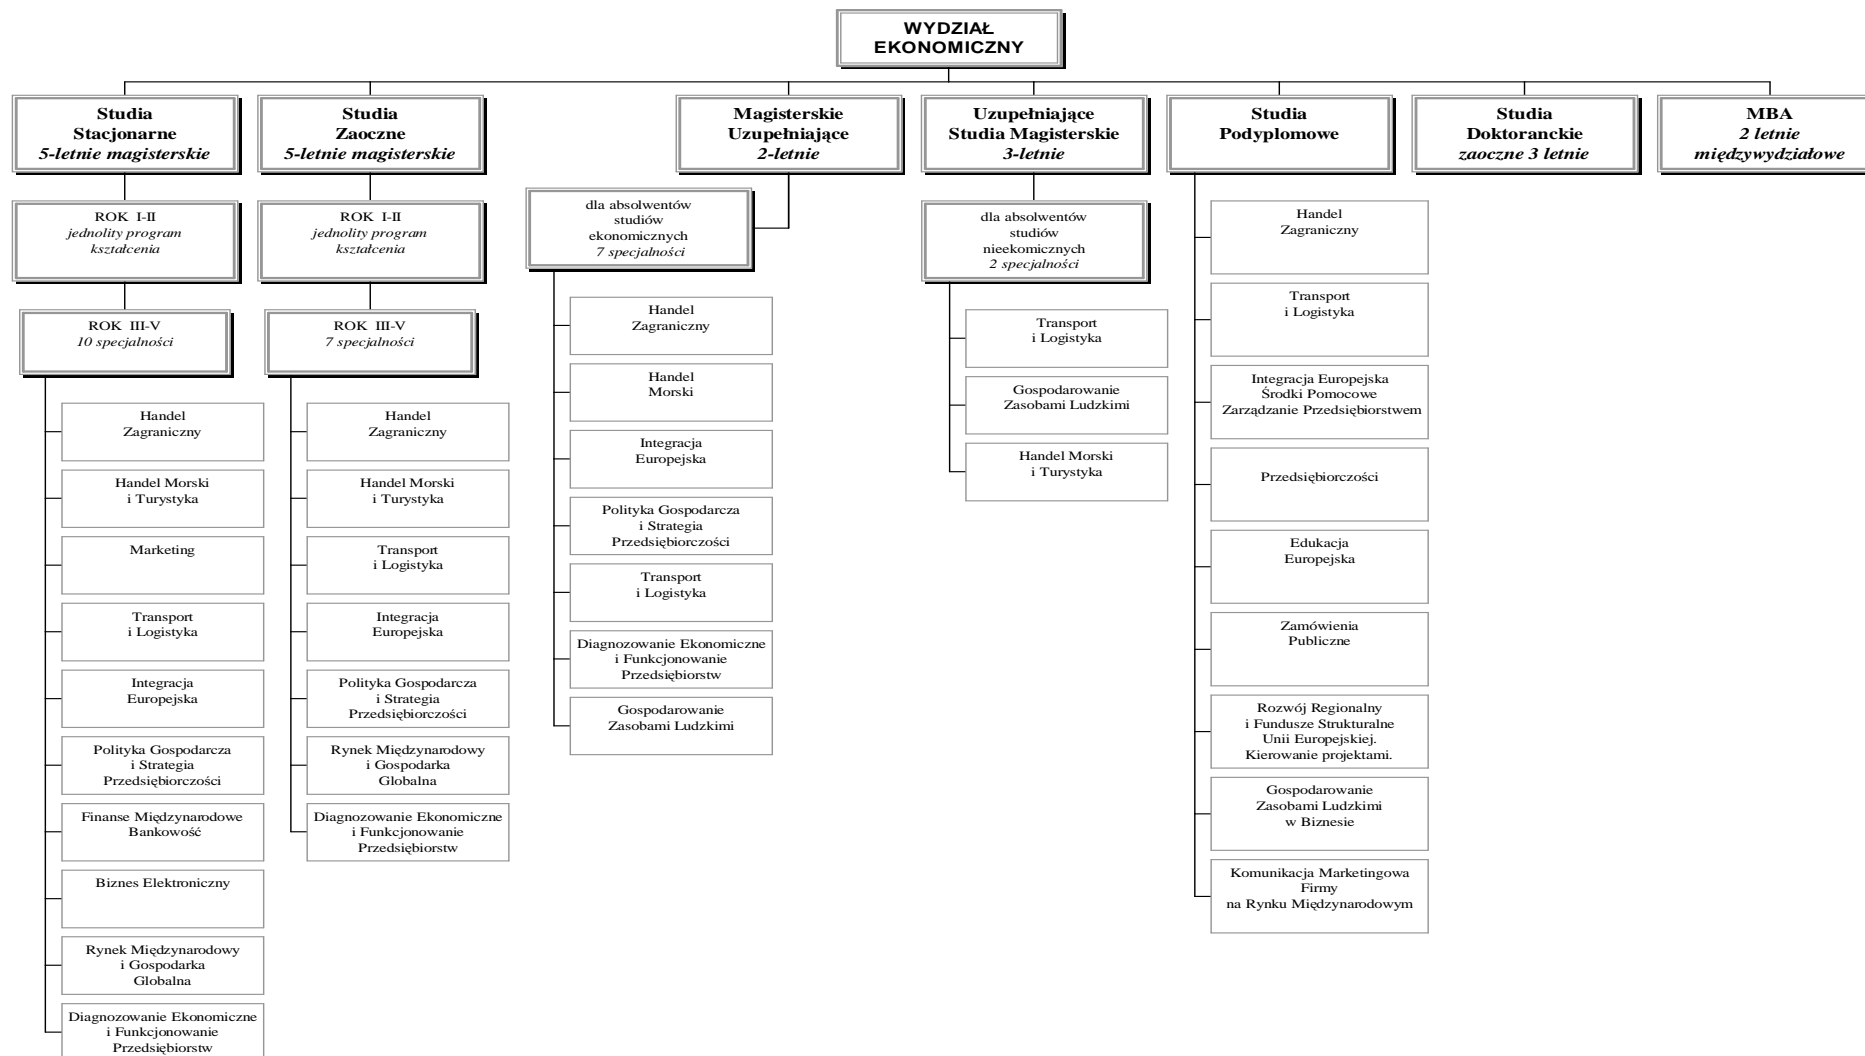 WYDZIAŁ
EKONOMICZNY
Studia
Stacjonarne
5-letnie magisterskie
ROK I-II
jednolity program
kształcenia
ROK III-V
10 specjalności
Handel
Zagraniczny
Handel Morski
i Turystyka
Marketing
Transport
i Logistyka
Integracja
Europejska
Polityka Gospodarcza
i Strategia
Przedsiębiorczości
Finanse Międzynarodowe
Bankowość
Biznes Elektroniczny
Rynek Międzynarodowy
i Gospodarka
Globalna
Diagnozowanie Ekonomiczne
i Funkcjonowanie
Przedsiębiorstw
Studia
Zaoczne
5-letnie magisterskie
ROK I-II
jednolity program
kształcenia
ROK III-V
7 specjalności
Handel
Zagraniczny
Handel Morski
i Turystyka
Transport
i Logistyka
Integracja
Europejska
Polityka Gospodarcza
i Strategia
Przedsiębiorczości
Rynek Międzynarodowy
i Gospodarka
Globalna
Diagnozowanie Ekonomiczne
i Funkcjonowanie
Przedsiębiorstw
Magisterskie
Uzupełniające
2-letnie
dla absolwentów
studiów
ekonomicznych
7 specjalności
Handel
Zagraniczny
Handel
Morski
Integracja
Europejska
Polityka Gospodarcza
i Strategia
Przedsiębiorczości
Transport
i Logistyka
Diagnozowanie Ekonomiczne
i Funkcjonowanie
Przedsiębiorstw
Gospodarowanie
Zasobami Ludzkimi
Uzupełniające
Studia Magisterskie
3-letnie
dla absolwentów
studiów
nieekomicznych
2 specjalności
Transport
i Logistyka
Gospodarowanie
Zasobami Ludzkimi
Handel Morski
i Turystyka
Studia
Podyplomowe
Handel
Zagraniczny
Transport
i Logistyka
Integracja Europejska
Środki Pomocowe
Zarządzanie Przedsiębiorstwem
Przedsiębiorczości
Edukacja
Europejska
Zamówienia
Publiczne
Rozwój Regionalny
i Fundusze Strukturalne
Unii Europejskiej.
Kierowanie projektami.
Gospodarowanie
Zasobami Ludzkimi
w Biznesie
Komunikacja Marketingowa
Firmy
na Rynku Międzynarodowym
Studia
Doktoranckie
zaoczne 3 letnie
MBA
2 letnie
międzywydziałowe